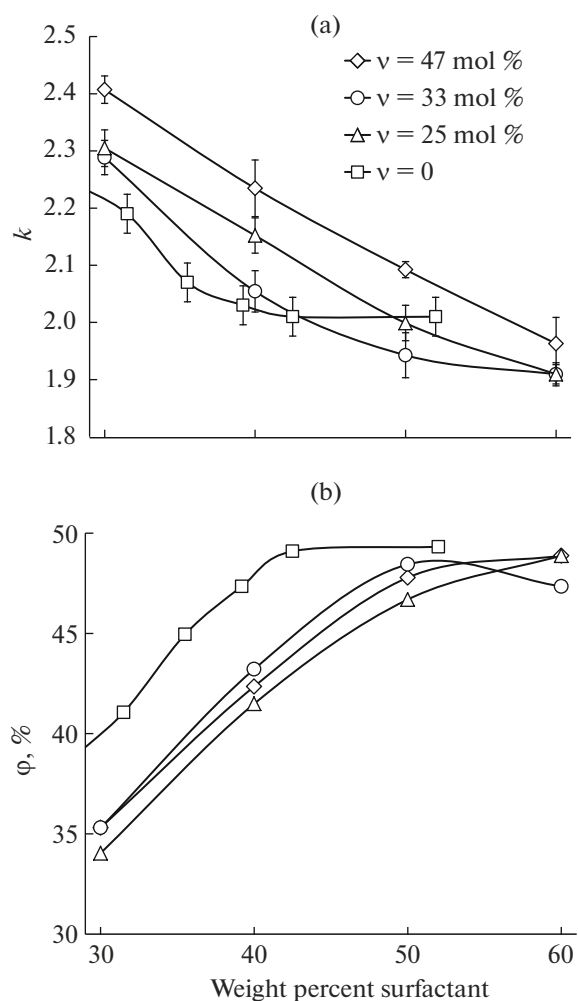 (a)
2.5
2.4
2.3
2.2
2.1
2.0
1.9
1.8
k
ν = 47 mol %
ν = 33 mol %
ν = 25 mol %
ν = 0
(b)
50
45
40
35
30
φ, %
30 40 50 60
Weight percent surfactant